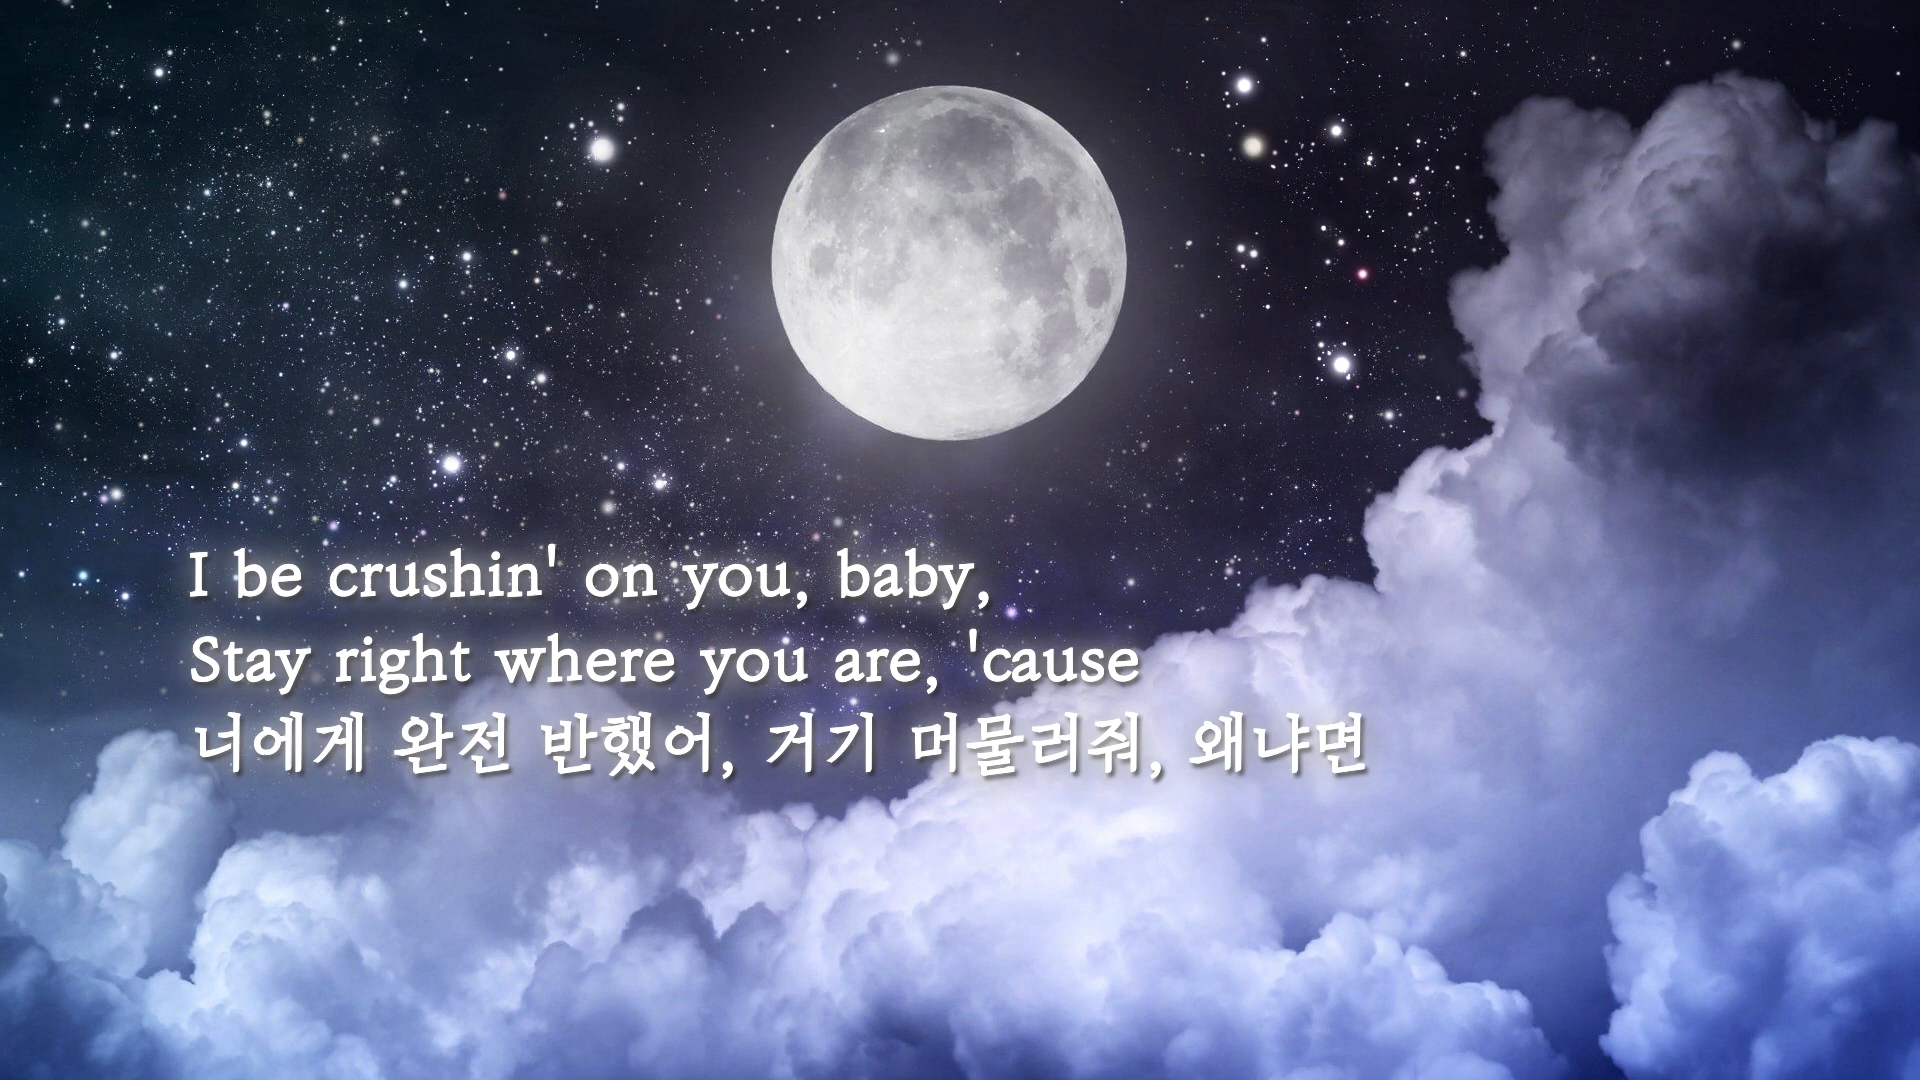 I be crushin' on you, baby,
Stay right where you are, 'cause
너에게 완전 반했어, 거기 머물러줘, 왜냐면